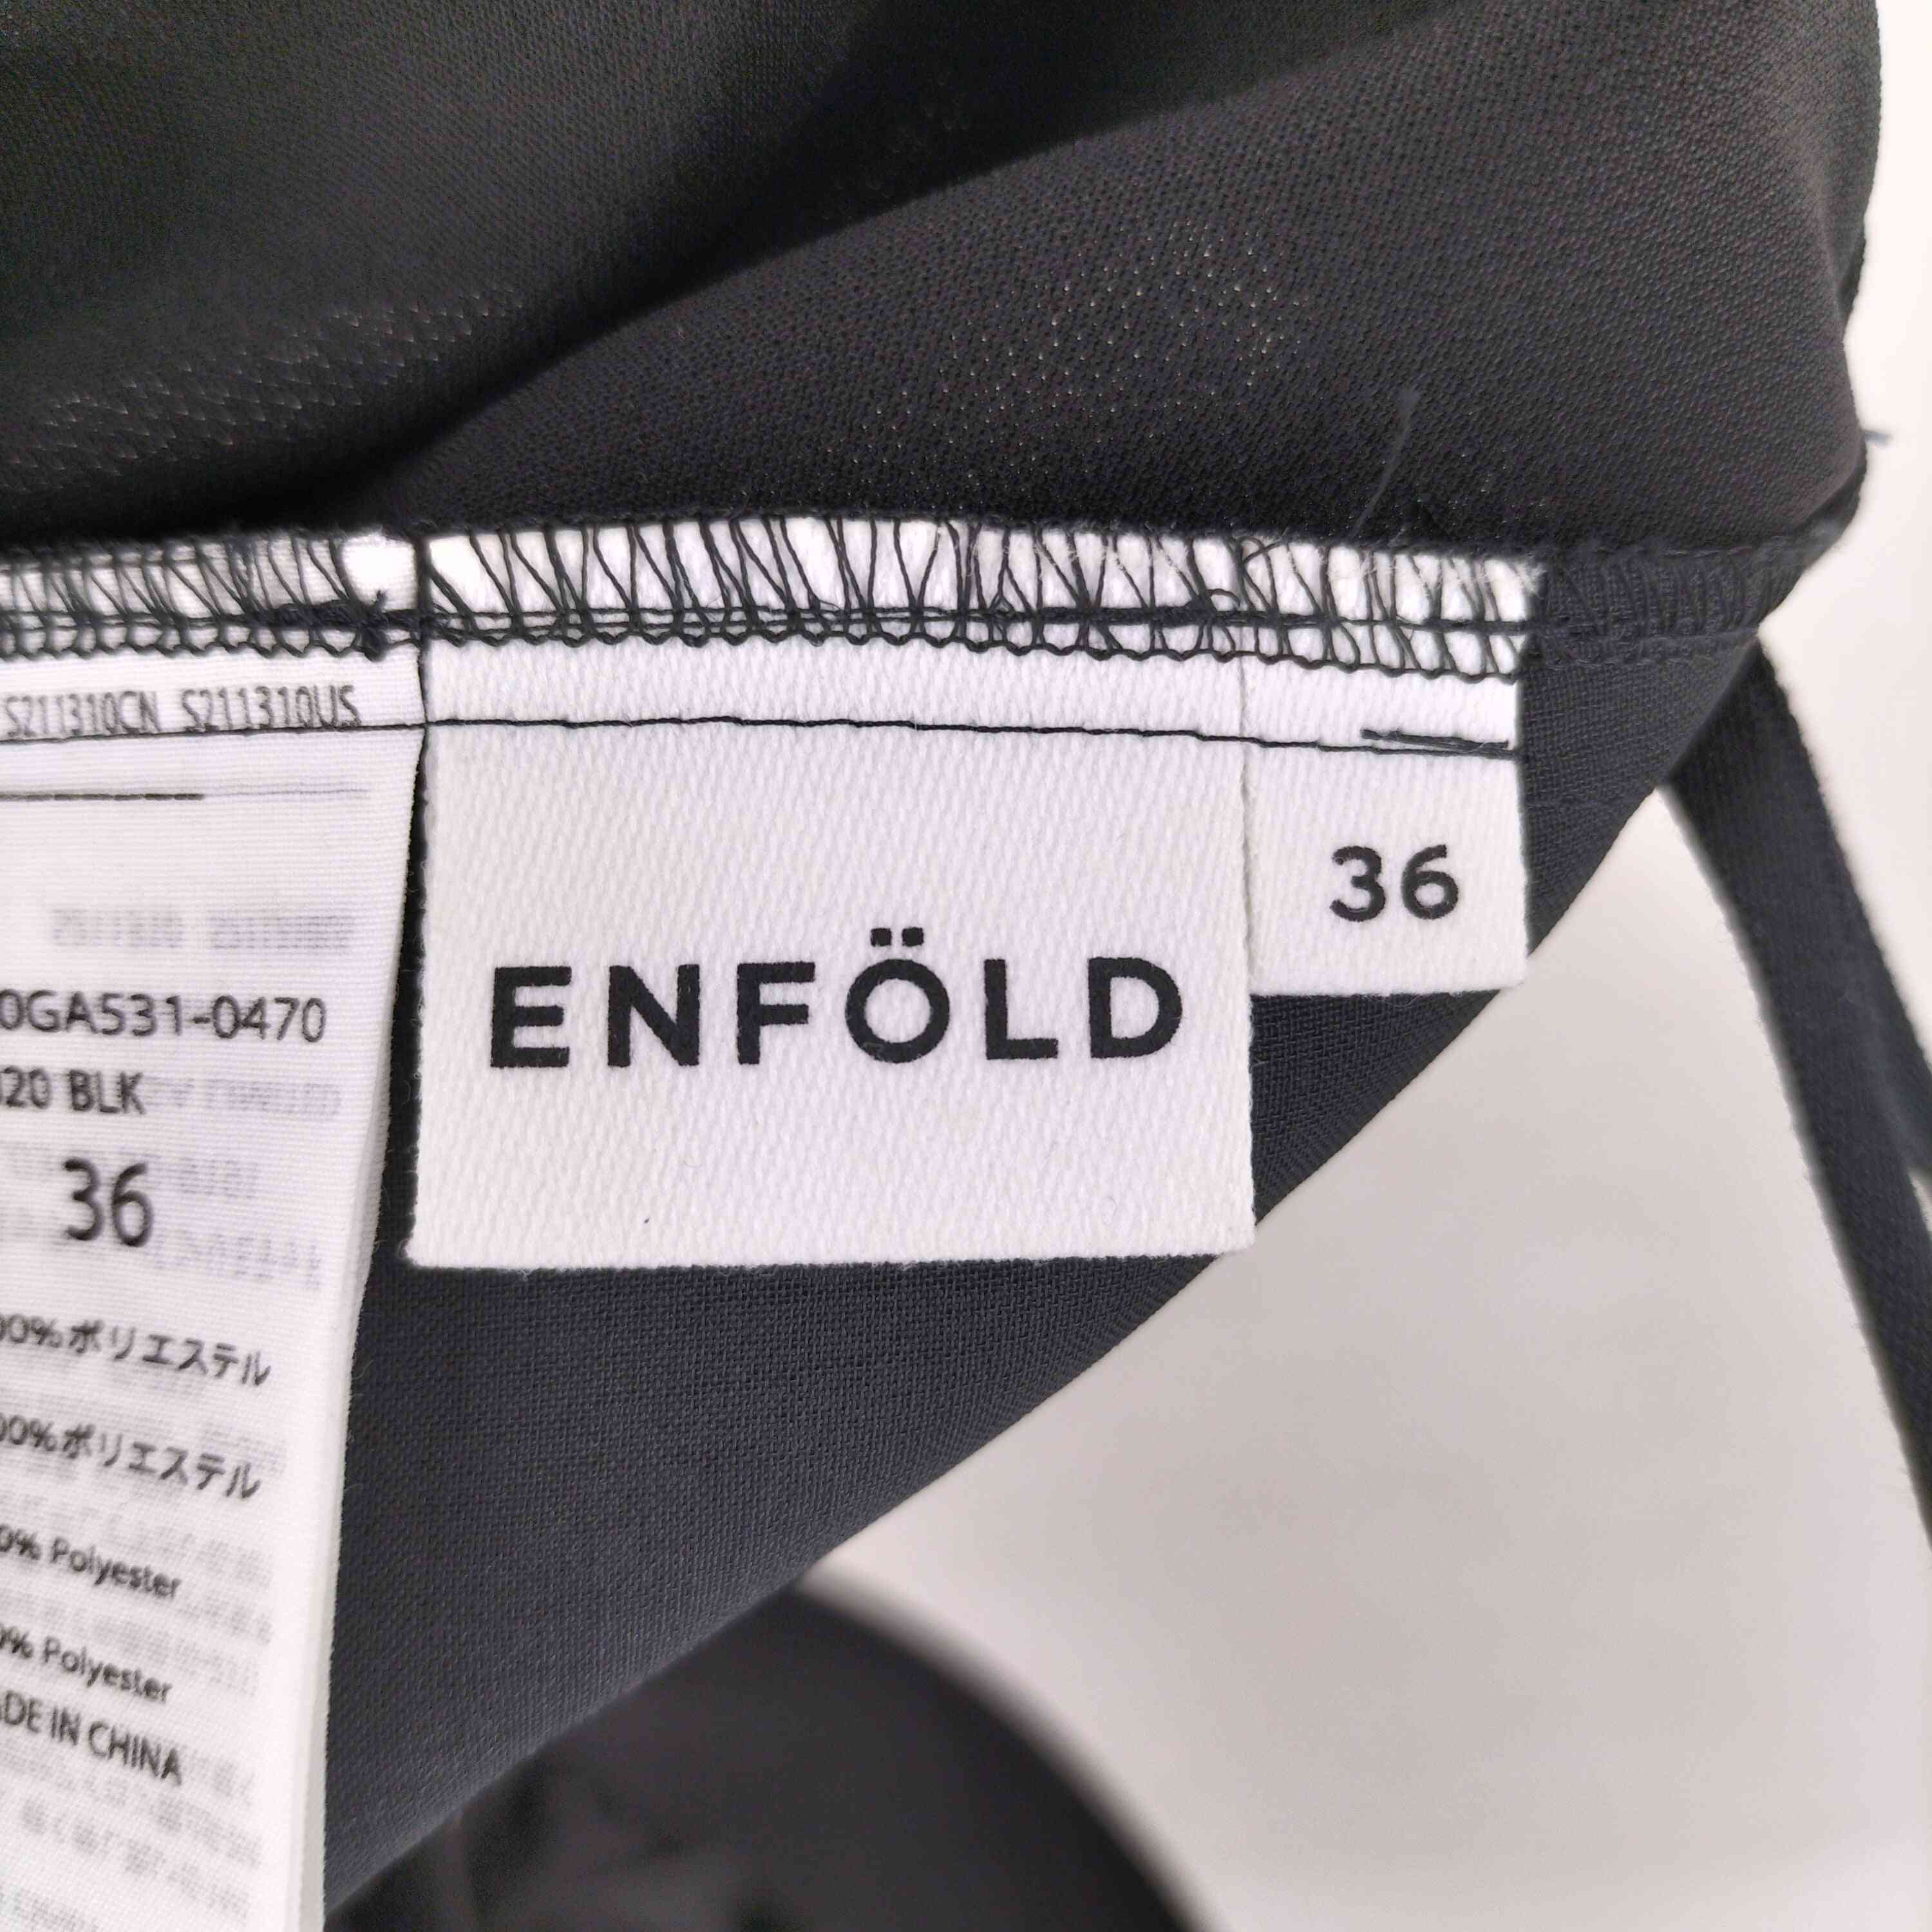 S211310CN S211310US
0GA531-0470
020 BLK
36
00%ポリエステル
00%ポリエステル
0% Polyester
0% Polyester
ADE IN CHINA
ENFÖLD
36